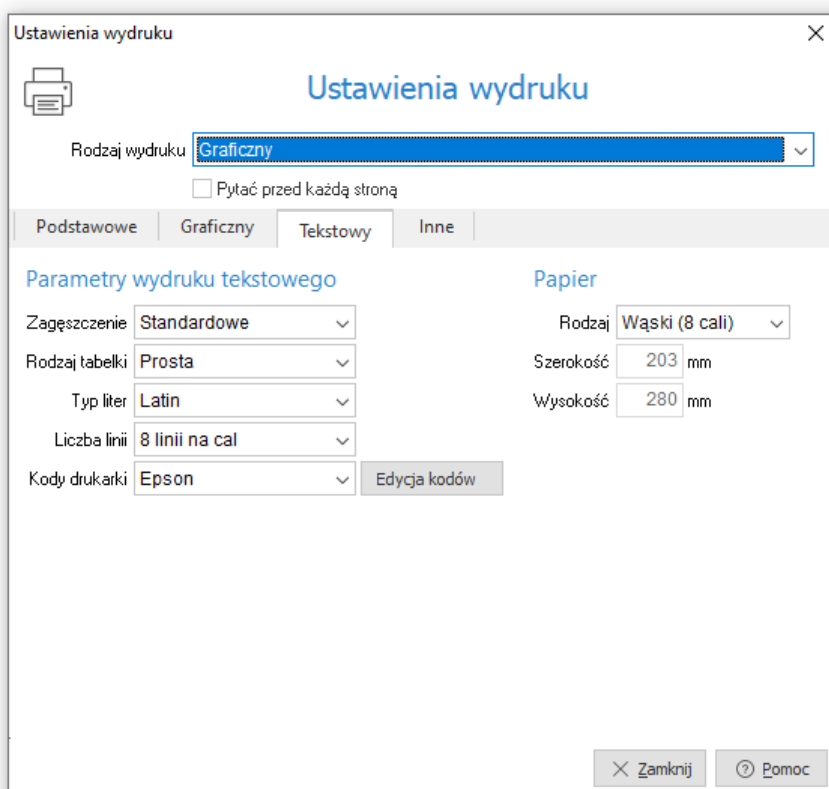 Ustawienia wydruku
Ustawienia wydruku
Rodzaj wydruku Graficzny
Pytać przed każdą stroną
Podstawowe Graficzny Tekstowy Inne
Parametry wydruku tekstowego Papier
Zagęszczenie Standardowe Rodzaj Wąski (8 cali)
Rodzaj tabelki Prosta Szerokość 203 mm
Typ liter Latin Wysokość 280 mm
Liczba linii 8 linii na cal
Kody drukarki Epson Edycja kodów
Zamknij Pomoc